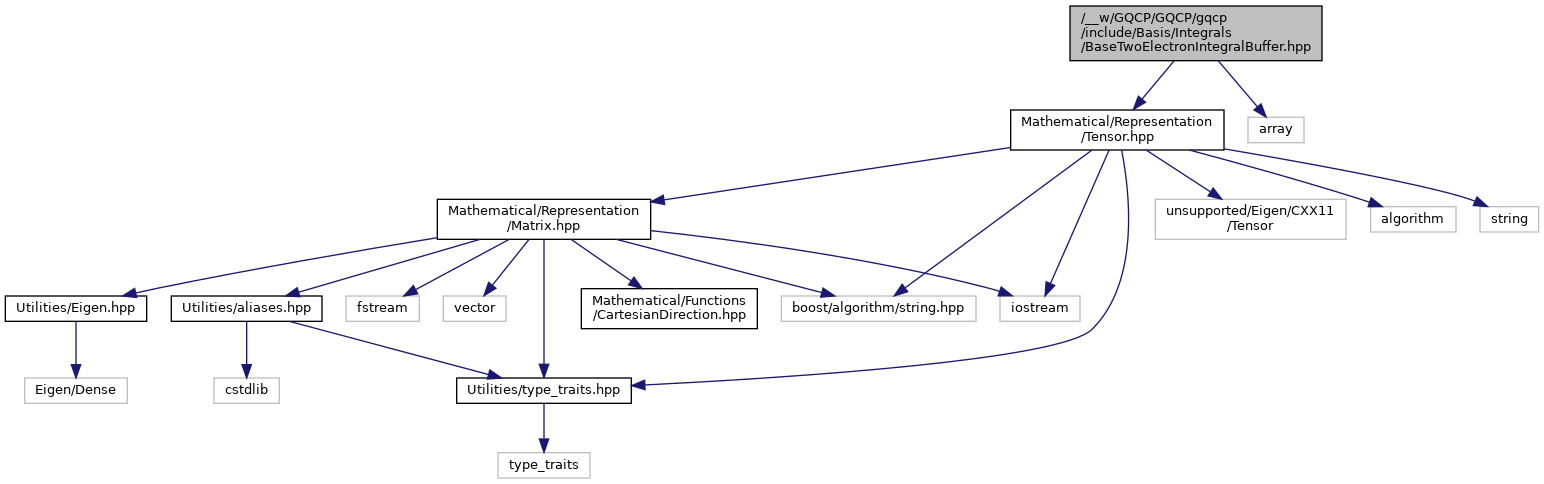 /__w/GQCP/GQCP/gqcp
/include/Basis/Integrals
/BaseTwoElectronIntegralBuffer.hpp
Mathematical/Representation
/Tensor.hpp
array
Mathematical/Representation
/Matrix.hpp
unsupported/Eigen/CXX11
/Tensor
algorithm
string
Utilities/Eigen.hpp
Utilities/aliases.hpp
fstream
vector
Mathematical/Functions
/CartesianDirection.hpp
boost/algorithm/string.hpp
iostream
Eigen/Dense
cstdlib
Utilities/type_traits.hpp
type_traits